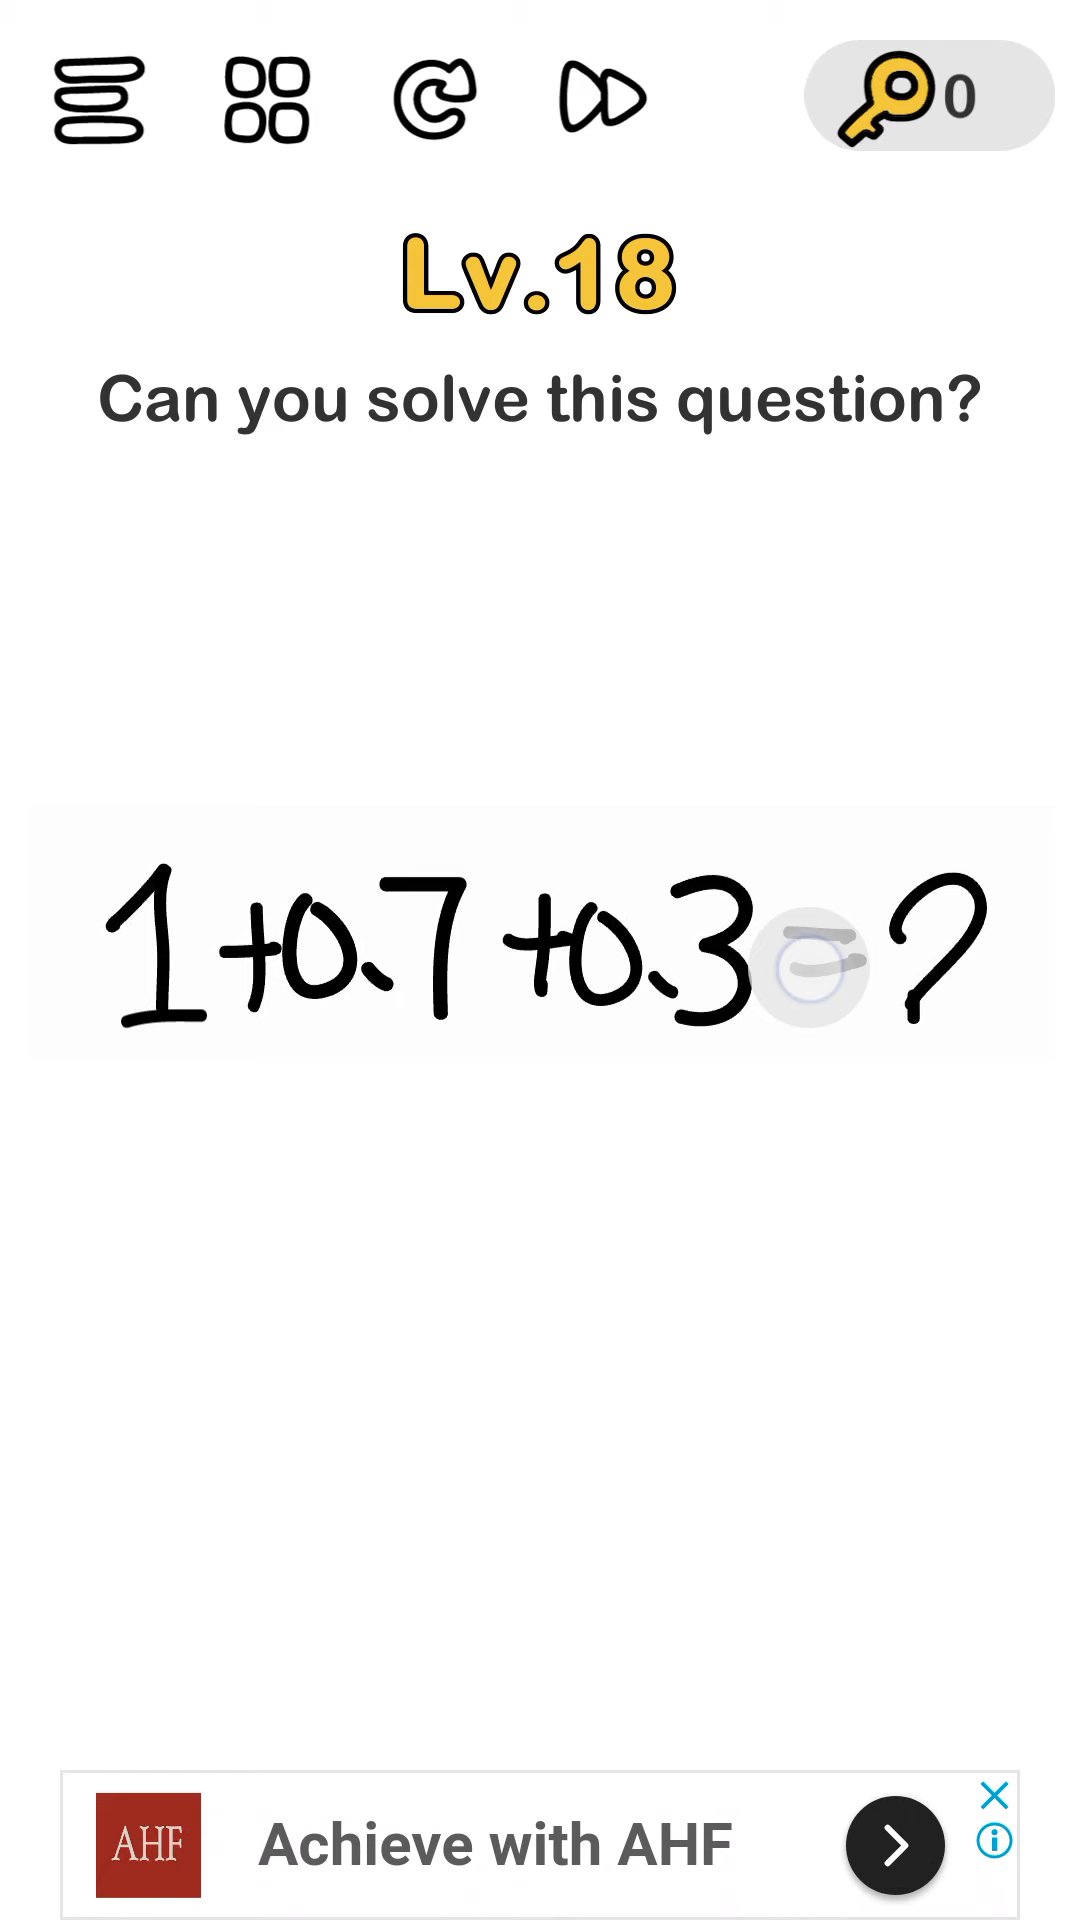 0
Lv.18
Can you solve this question?
1+0.7+0.3=?
AHF
Achieve with AHF